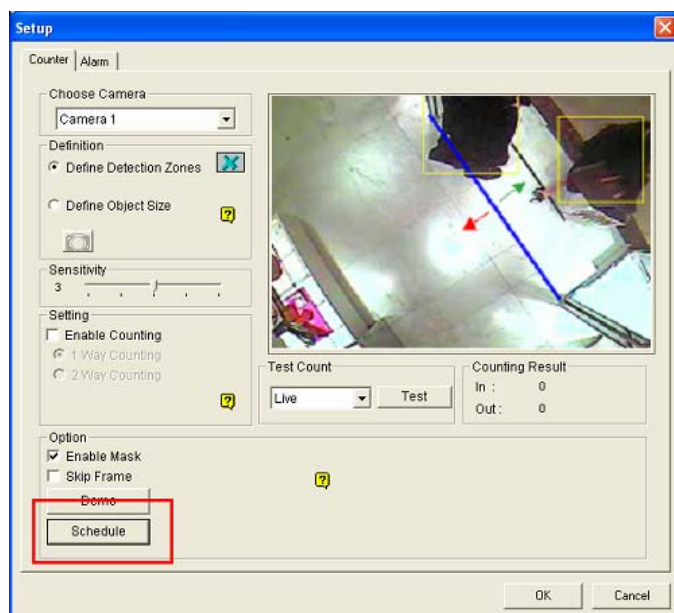 Setup
Counter
Alarm
Choose Camera
Camera 1
Definition
Define Detection Zones
Define Object Size
?
Sensitivity
3
Setting
Enable Counting
1 Way Counting
2 Way Counting
?
Test Count
Live
Test
Counting Result
In : 0
Out : 0
Option
Enable Mask
Skip Frame
?
Demo
Schedule
OK
Cancel